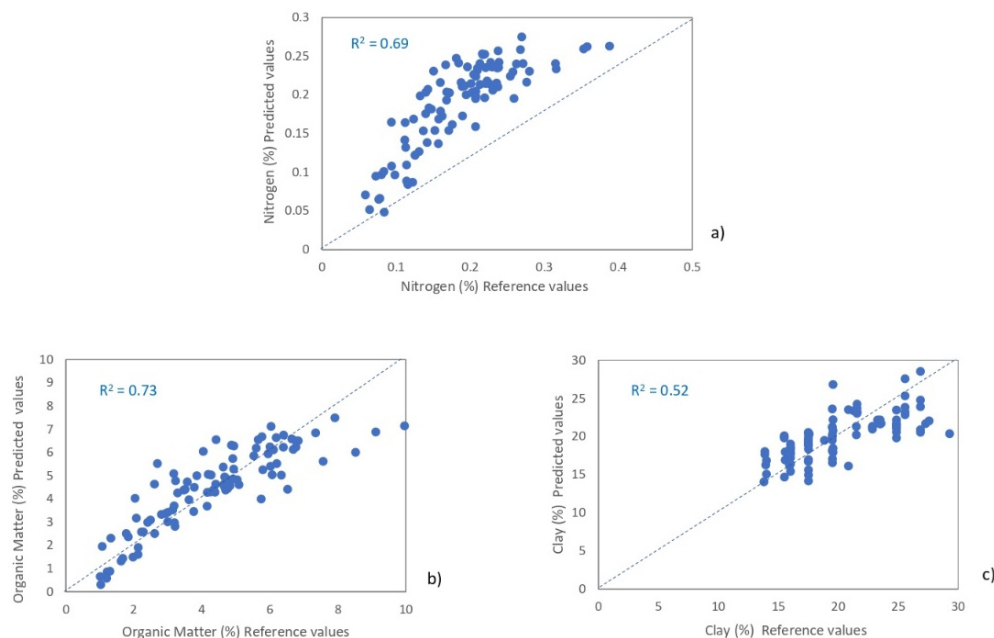 0.3
R² = 0.69
0.25
0.2
0.15
0.1
0.05
0
0 0.1 0.2 0.3 0.4 0.5
Nitrogen (%) Predicted values
Nitrogen (%) Reference values
a)
10
R² = 0.73
9
8
7
6
5
4
3
2
1
0
0 2 4 6 8 10
Organic Matter (%) Predicted values
Organic Matter (%) Reference values
b)
30
R² = 0.52
25
20
15
10
5
0
0 5 10 15 20 25 30
Clay (%) Predicted values
Clay (%) Reference values
c)